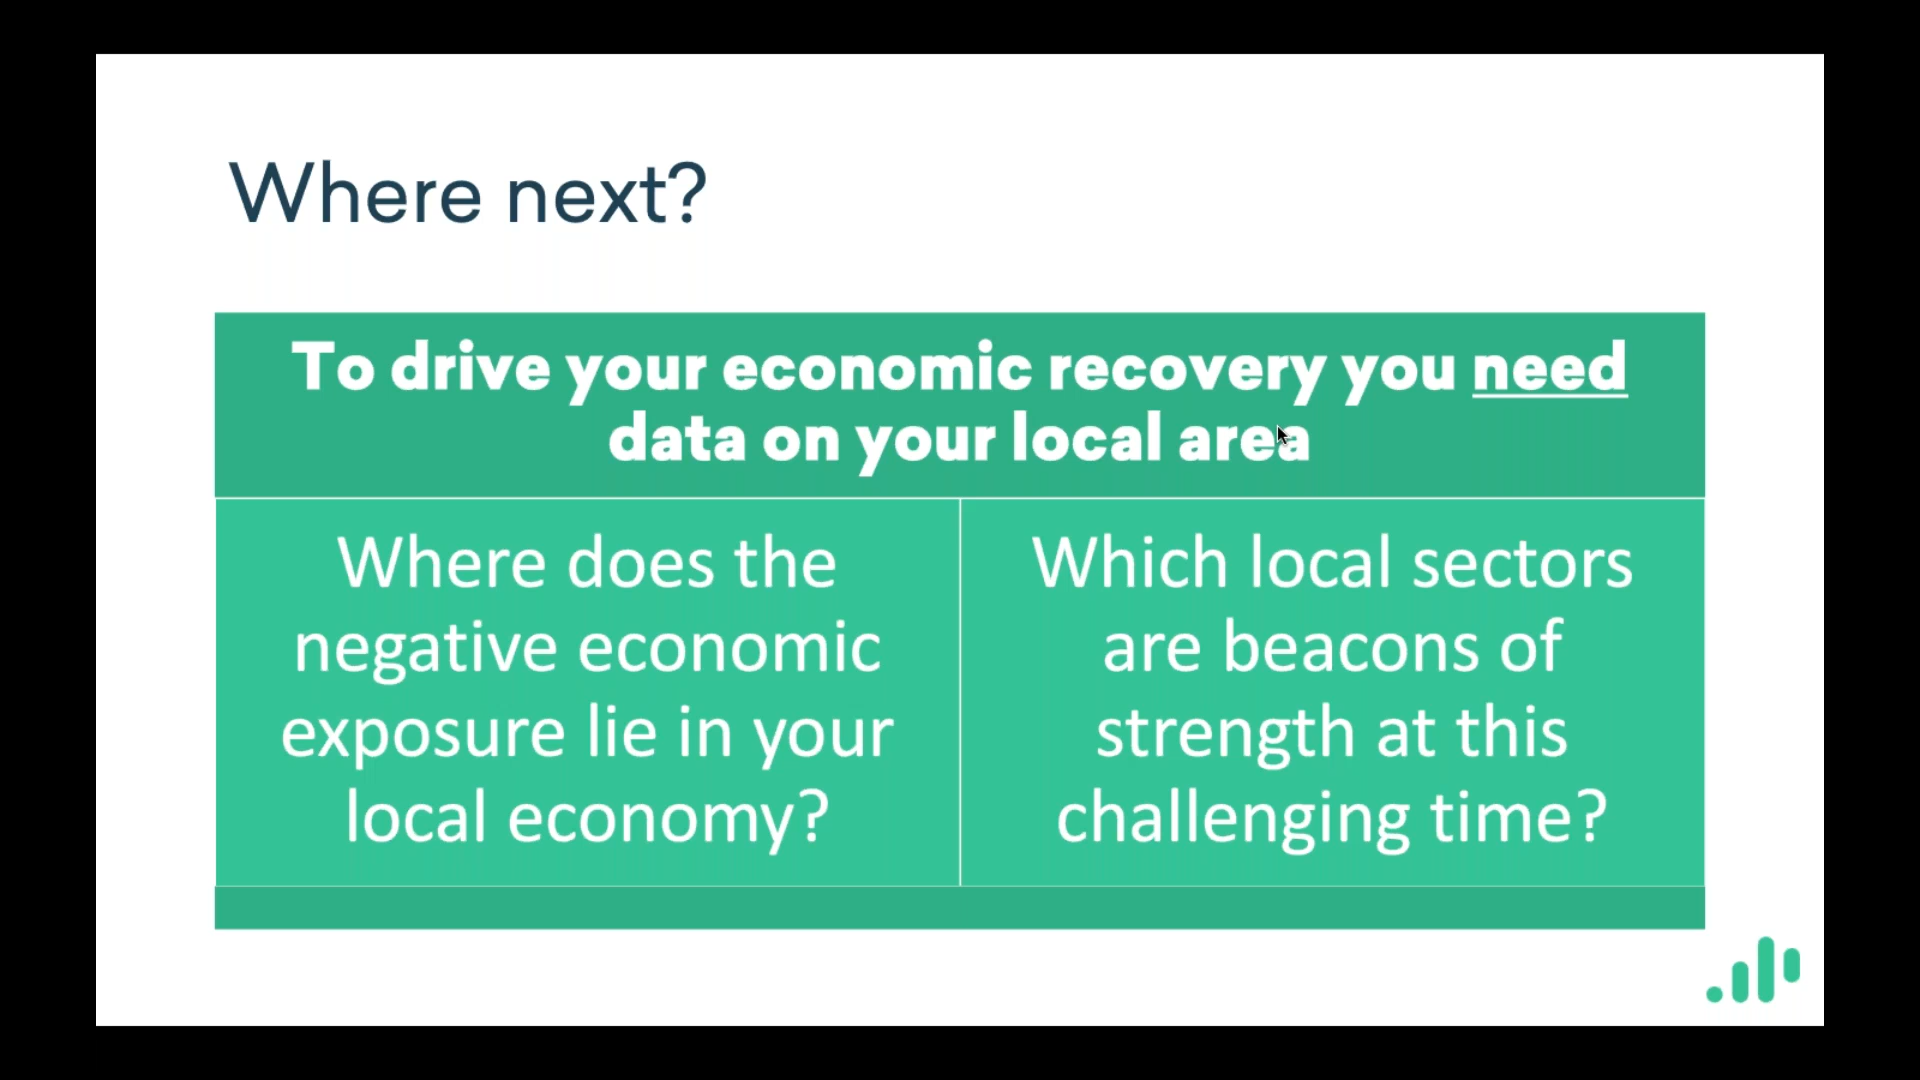 Where next?
To drive your economic recovery you need
data on your local area
Where does the
negative economic
exposure lie in your
local economy?
Which local sectors
are beacons of
strength at this
challenging time?